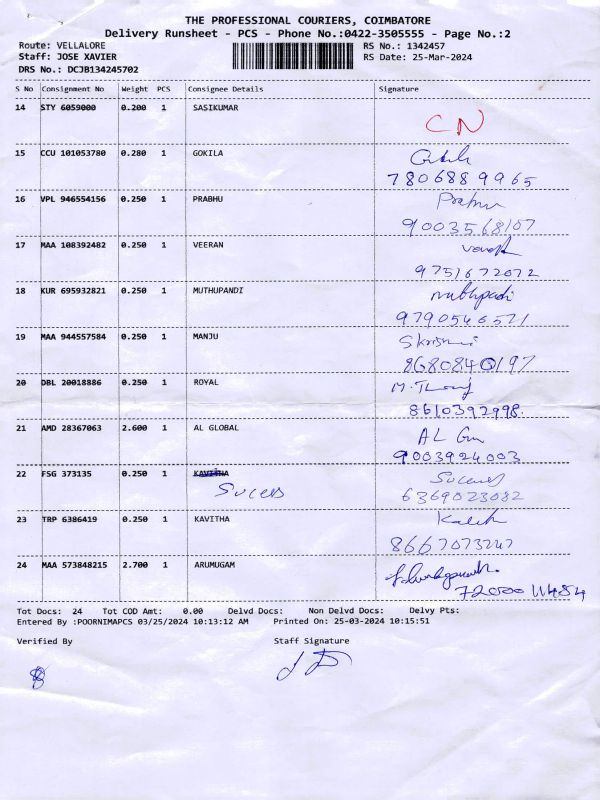 THE PROFESSIONAL COURIERS, COIMBATORE
Delivery Runsheet - PCS - Phone No.:0422-3505555 - Page No.:2
Route: VELLALORE RS No.: 1342457
Staff: JOSE XAVIER RS Date: 25-Mar-2024
DRS No.: DCJB134245702
S No Consignment No Weight PCS Consignee Details Signature
14 STY 6059000 0.200 1 SASIKUMAR CN
15 CCU 101053780 0.280 1 GOKILA
7806889965
16 VPL 946554156 0.250 1 PRABHU Prabhu
9003568107
17 MAA 108392482 0.250 1 VEERAN
9751672072
18 KUR 695932821 0.250 1 MUTHUPANDI
9790546521
19 MAA 944557584 0.250 1 MANJU
8680840197
20 DBL 20018886 0.250 1 ROYAL
8610392998.
21 AMD 28367063 2.600 1 AL GLOBAL AL
9003924003
22 FSG 373135 0.250 1 KAVITHA
Sucess
6369023082
23 TRP 6386419 0.250 1 KAVITHA
8667073247
24 MAA 573848215 2.700 1 ARUMUGAM
Tot Docs: 24 Tot COD Amt: 0.00 Delvd Docs: Non Delvd Docs: Delvy Pts:
Entered By :POORNIMAPCS 03/25/2024 10:13:12 AM Printed On: 25-03-2024 10:15:51
Verified By Staff Signature